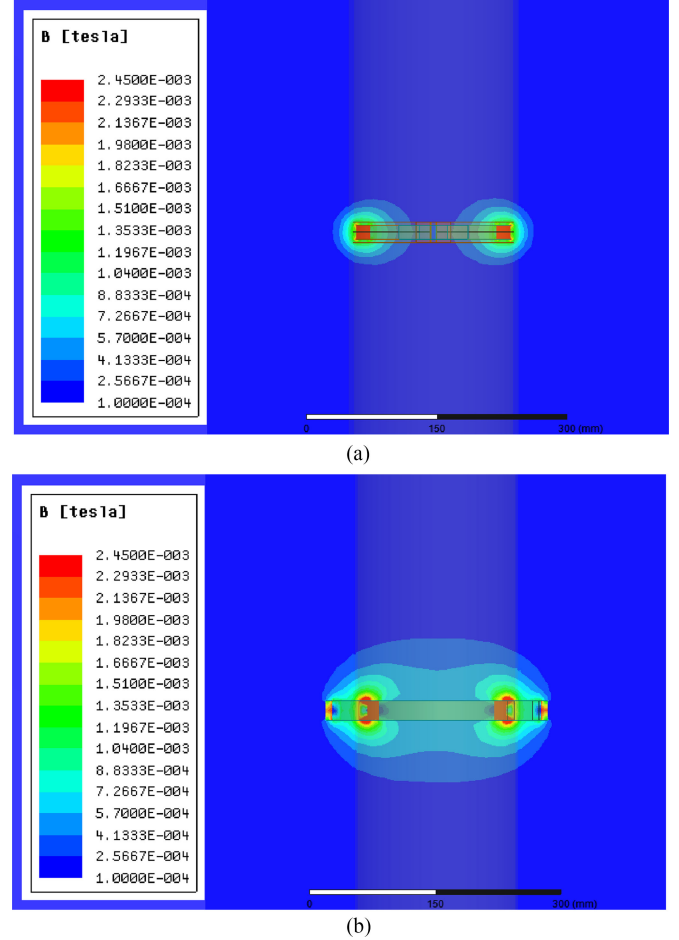 B [tesla]
2.4500E-003
2.2933E-003
2.1367E-003
1.9800E-003
1.8233E-003
1.6667E-003
1.5100E-003
1.3533E-003
1.1967E-003
1.0400E-003
8.8333E-004
7.2667E-004
5.7000E-004
4.1333E-004
2.5667E-004
1.0000E-004
0 150 300 (mm)
(a)
B [tesla]
2.4500E-003
2.2933E-003
2.1367E-003
1.9800E-003
1.8233E-003
1.6667E-003
1.5100E-003
1.3533E-003
1.1967E-003
1.0400E-003
8.8333E-004
7.2667E-004
5.7000E-004
4.1333E-004
2.5667E-004
1.0000E-004
0 150 300 (mm)
(b)